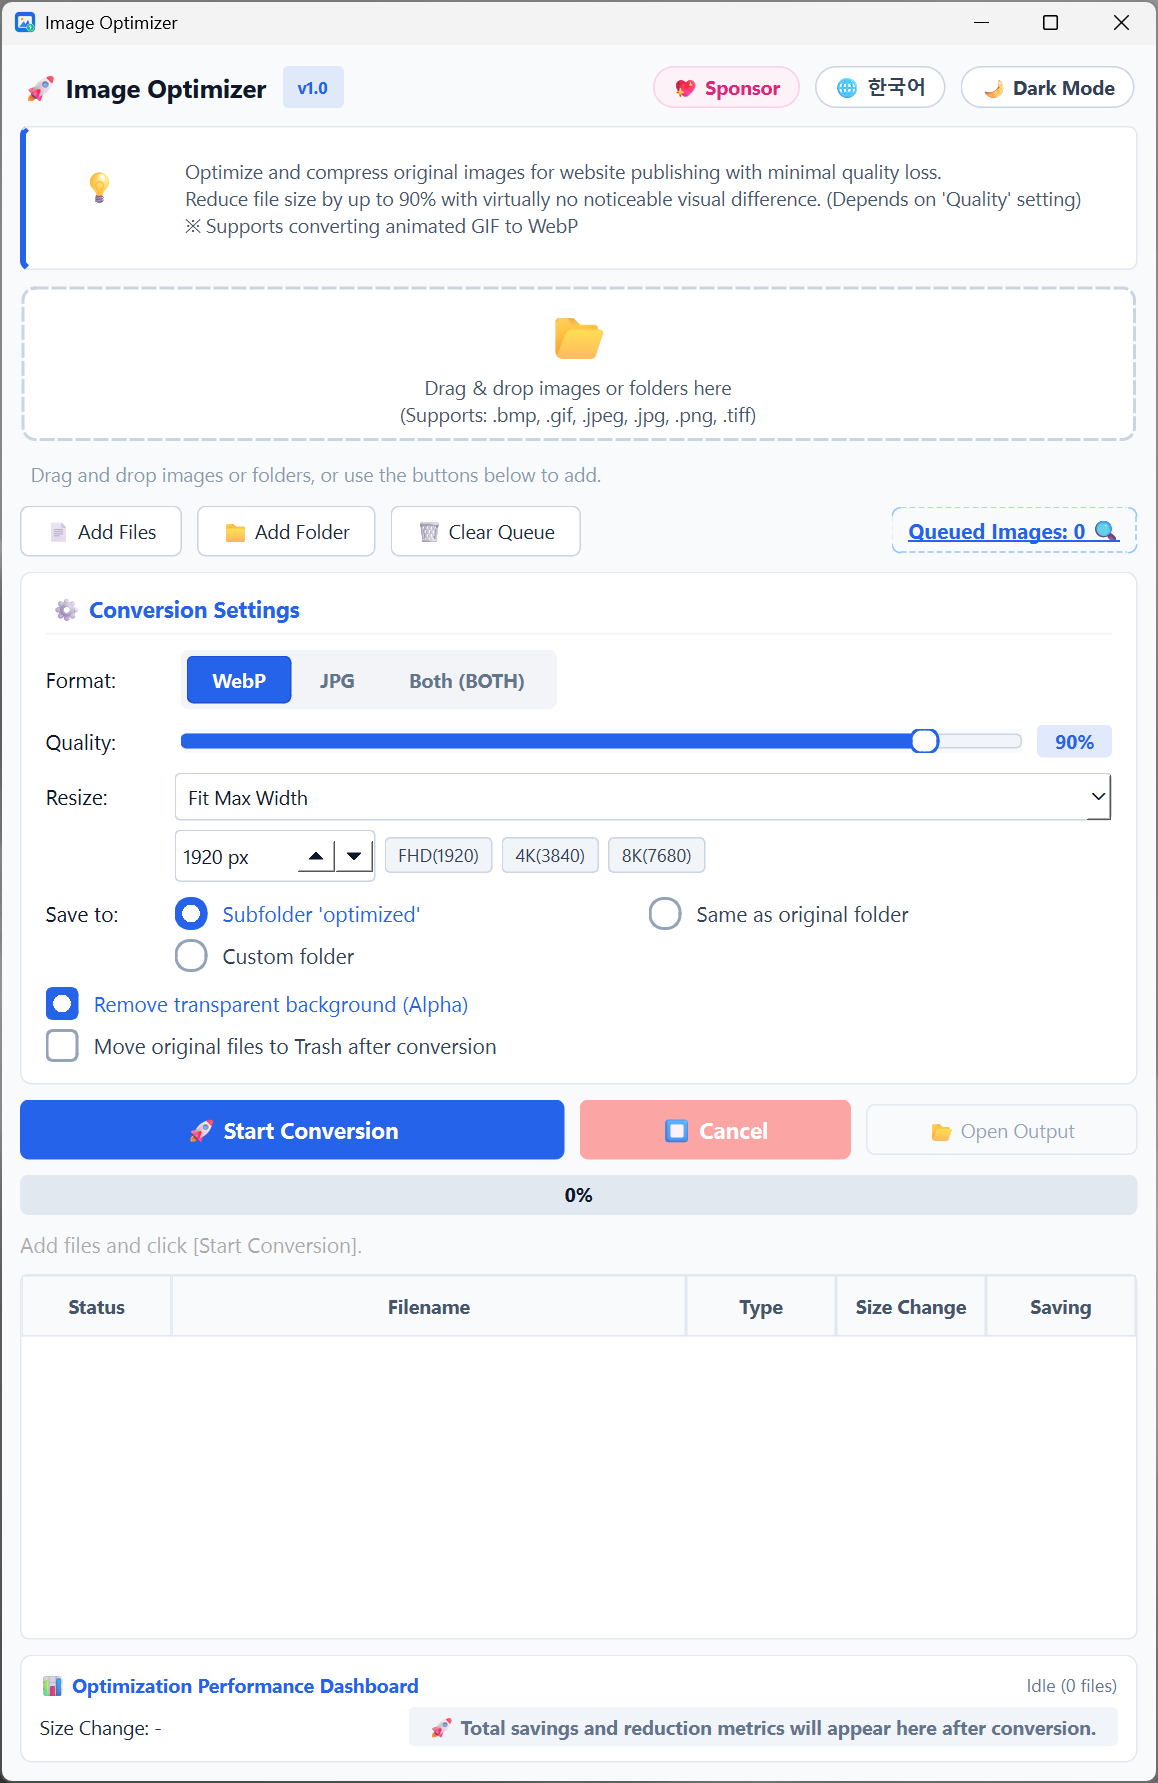 Image Optimizer
Image Optimizer
v1.0
Sponsor
한국어
Dark Mode
Optimize and compress original images for website publishing with minimal quality loss.
Reduce file size by up to 90% with virtually no noticeable visual difference. (Depends on 'Quality' setting)
※ Supports converting animated GIF to WebP
Drag & drop images or folders here
(Supports: .bmp, .gif, .jpeg, .jpg, .png, .tiff)
Drag and drop images or folders, or use the buttons below to add.
Add Files
Add Folder
Clear Queue
Queued Images: 0
Conversion Settings
Format:
WebP
JPG
Both (BOTH)
Quality:
90%
Resize:
Fit Max Width
1920 px
FHD(1920)
4K(3840)
8K(7680)
Save to:
Subfolder 'optimized'
Same as original folder
Custom folder
Remove transparent background (Alpha)
Move original files to Trash after conversion
Start Conversion
Cancel
Open Output
0%
Add files and click [Start Conversion].
Status
Filename
Type
Size Change
Saving
Optimization Performance Dashboard
Idle (0 files)
Size Change: -
Total savings and reduction metrics will appear here after conversion.